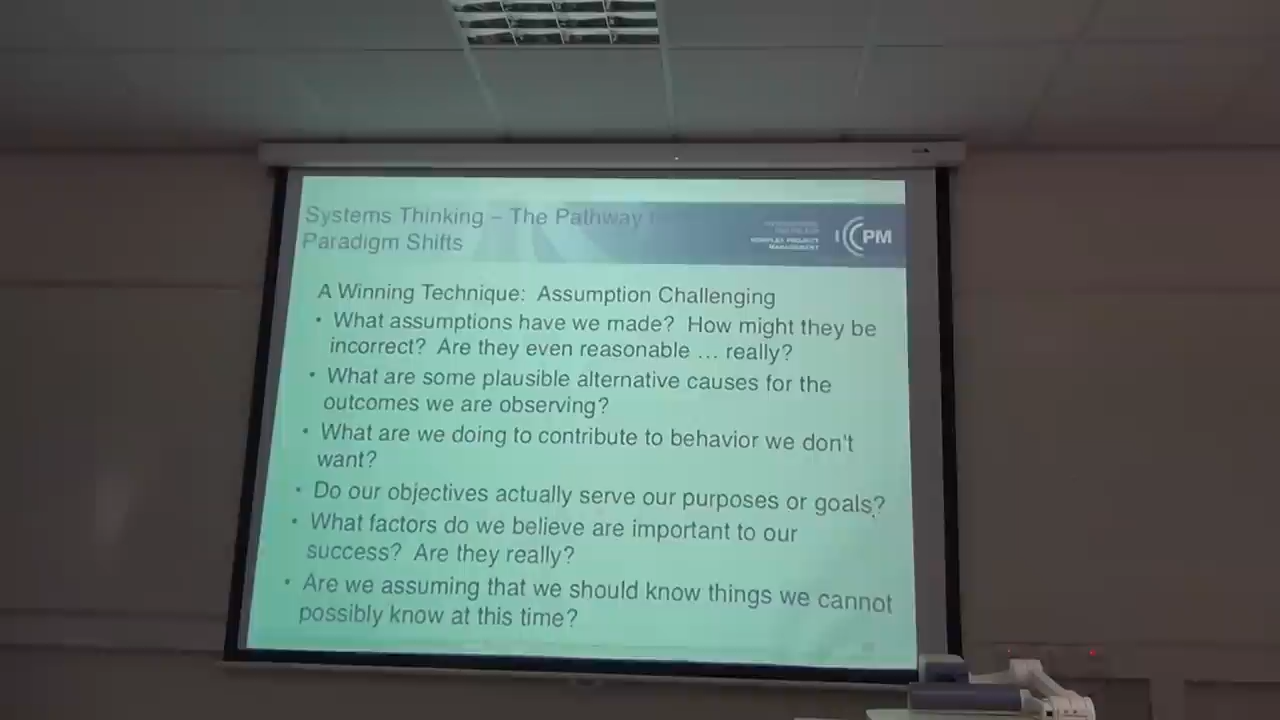 Systems Thinking – The Pathway
Paradigm Shifts
COMPLEX PROJECT
MANAGEMENT
ICCPM
A Winning Technique: Assumption Challenging
• What assumptions have we made? How might they be
incorrect? Are they even reasonable … really?
• What are some plausible alternative causes for the
outcomes we are observing?
• What are we doing to contribute to behavior we don't
want?
• Do our objectives actually serve our purposes or goals?
• What factors do we believe are important to our
success? Are they really?
• Are we assuming that we should know things we cannot
possibly know at this time?